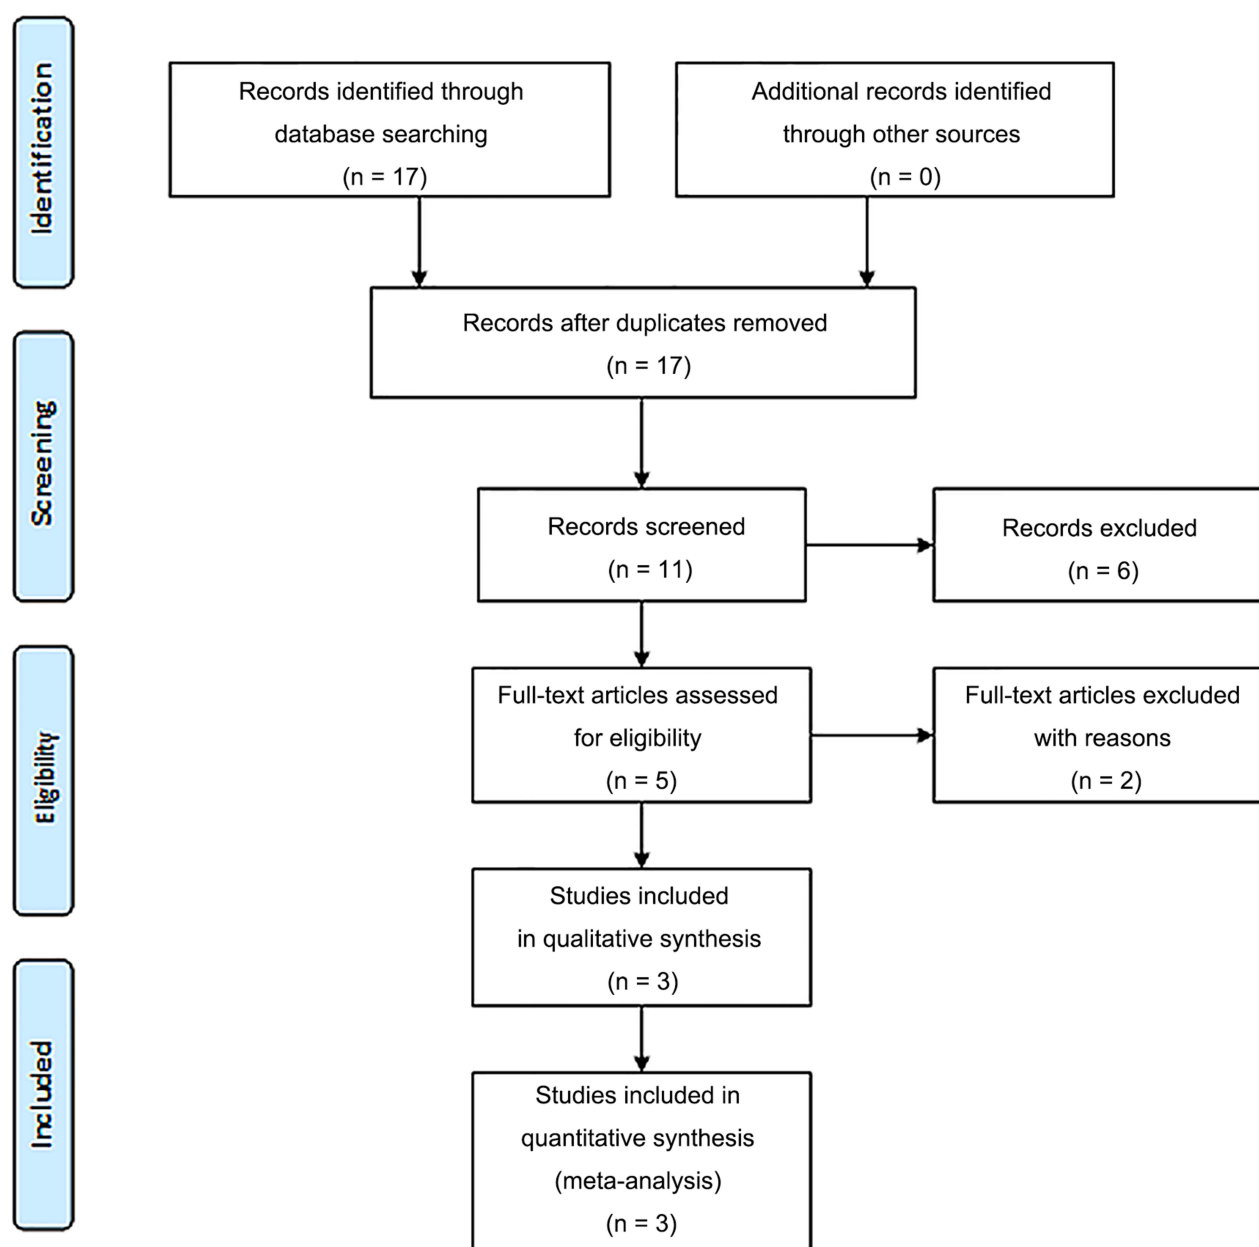 Identification
Records identified through
database searching
(n = 17)
Additional records identified
through other sources
(n = 0)
Records after duplicates removed
(n = 17)
Screening
Records screened
(n = 11)
Records excluded
(n = 6)
Eligibility
Full-text articles assessed
for eligibility
(n = 5)
Full-text articles excluded
with reasons
(n = 2)
Studies included
in qualitative synthesis
(n = 3)
Included
Studies included in
quantitative synthesis
(meta-analysis)
(n = 3)